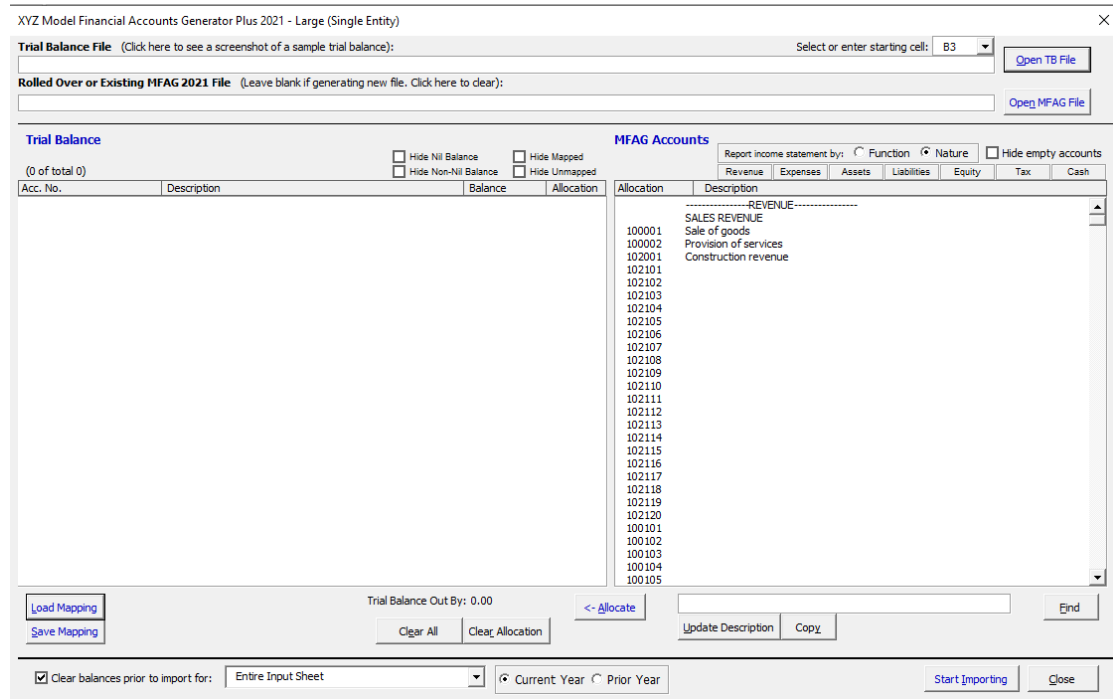 XYZ Model Financial Accounts Generator Plus 2021 - Large (Single Entity)
Trial Balance File (Click here to see a screenshot of a sample trial balance):
Select or enter starting cell: B3
Open TB File
Rolled Over or Existing MFAG 2021 File (Leave blank if generating new file. Click here to clear):
Open MFAG File
Trial Balance
Hide Nil Balance
Hide Mapped
(0 of total 0)
Hide Non-Nil Balance
Hide Unmapped
Acc. No. Description Balance Allocation
MFAG Accounts
Report income statement by: Function Nature
Hide empty accounts
Revenue Expenses Assets Liabilities Equity Tax Cash
Allocation Description
----------------REVENUE----------------
SALES REVENUE
100001 Sale of goods
100002 Provision of services
102001 Construction revenue
102101
102102
102103
102104
102105
102106
102107
102108
102109
102110
102111
102112
102113
102114
102115
102116
102117
102118
102119
102120
100101
100102
100103
100104
100105
Load Mapping
Save Mapping
Trial Balance Out By: 0.00
Clear All
Clear Allocation
<- Allocate
Update Description
Copy
Find
Clear balances prior to import for: Entire Input Sheet
Current Year Prior Year
Start Importing
Close